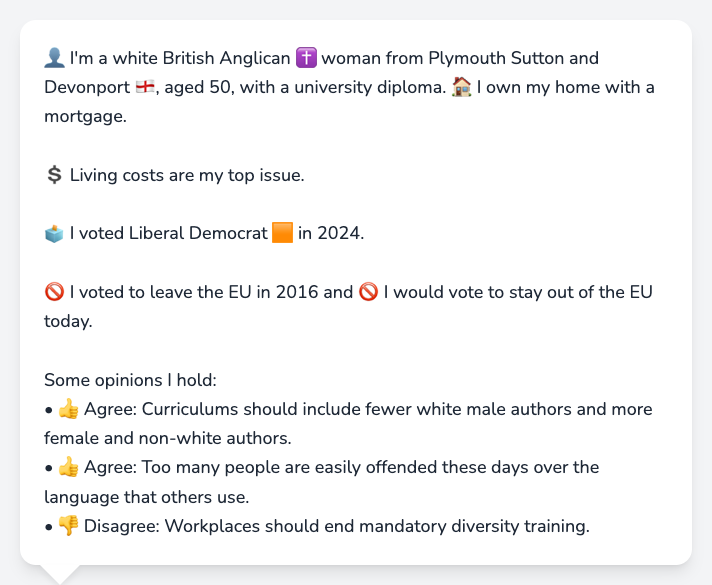 👤 I'm a white British Anglican ✝️ woman from Plymouth Sutton and
Devonport 🏴󠁧󠁢󠁥󠁮󠁧󠁿, aged 50, with a university diploma. 🏠 I own my home with a
mortgage.
💲 Living costs are my top issue.
🗳️ I voted Liberal Democrat 🟧 in 2024.
🚫 I voted to leave the EU in 2016 and 🚫 I would vote to stay out of the EU
today.
Some opinions I hold:
• 👍 Agree: Curriculums should include fewer white male authors and more
female and non-white authors.
• 👍 Agree: Too many people are easily offended these days over the
language that others use.
• 👎 Disagree: Workplaces should end mandatory diversity training.